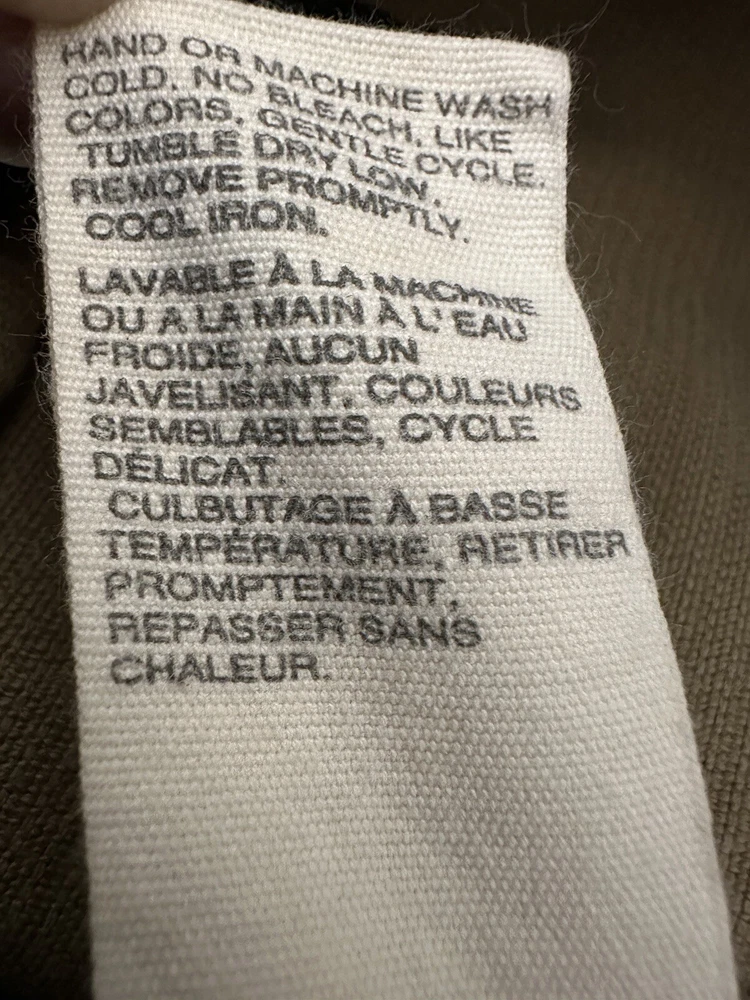 HAND OR MACHINE WASH
COLD. NO BLEACH, LIKE
COLORS, GENTLE CYCLE.
TUMBLE DRY LOW.
REMOVE PROMPTLY.
COOL IRON.
LAVABLE À LA MACHINE
OU A LA MAIN À L'EAU
FROIDE, AUCUN
JAVELISANT, COULEURS
SEMBLABLES, CYCLE
DÉLICAT.
CULBUTAGE À BASSE
TEMPÉRATURE, RETIRER
PROMPTEMENT,
REPASSER SANS
CHALEUR.